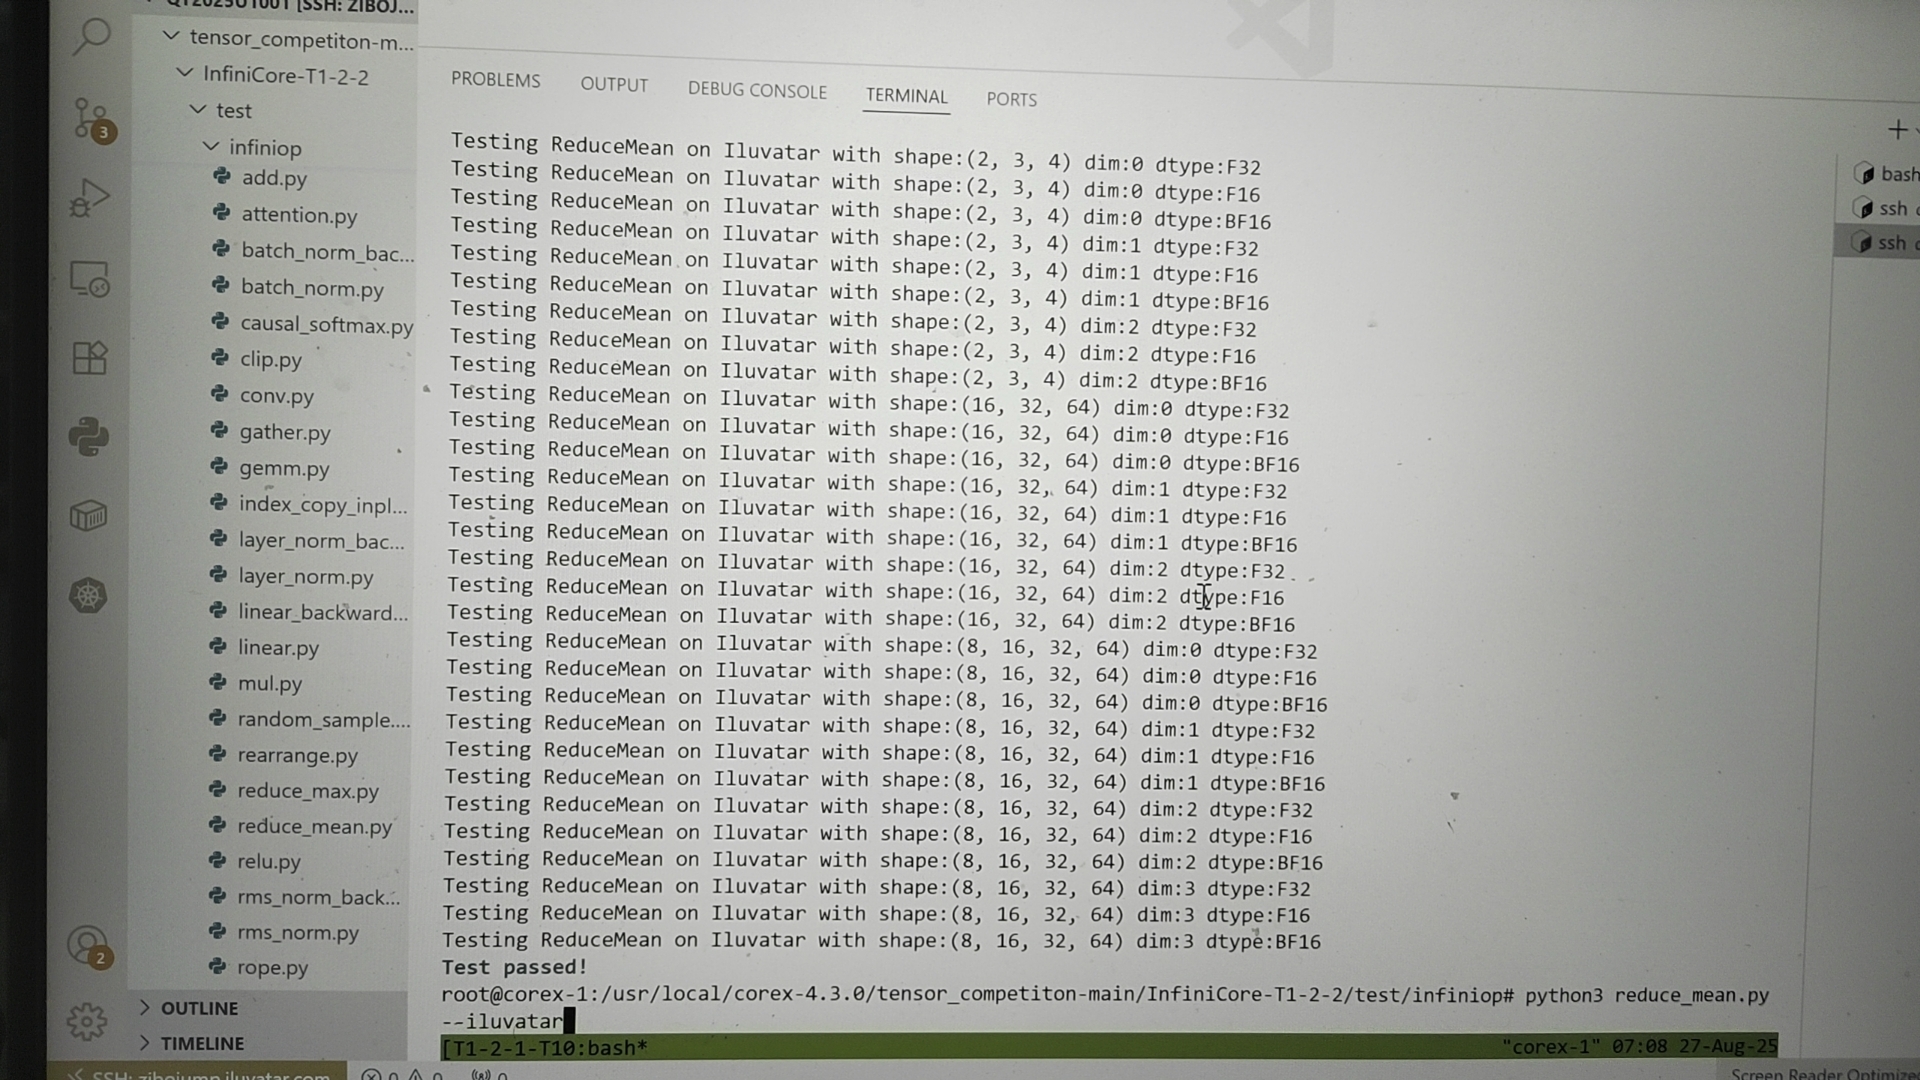 [SSH: ZIBOJ...
tensor_competiton-m...
InfiniCore-T1-2-2
test
infiniop
add.py
attention.py
batch_norm_bac...
batch_norm.py
causal_softmax.py
clip.py
conv.py
gather.py
gemm.py
index_copy_inpl...
layer_norm_bac...
layer_norm.py
linear_backward...
linear.py
mul.py
random_sample....
rearrange.py
reduce_max.py
reduce_mean.py
relu.py
rms_norm_back...
rms_norm.py
rope.py
OUTLINE
TIMELINE
3
2
PROBLEMS OUTPUT DEBUG CONSOLE TERMINAL PORTS
Testing ReduceMean on Iluvatar with shape:(2, 3, 4) dim:0 dtype:F32
Testing ReduceMean on Iluvatar with shape:(2, 3, 4) dim:0 dtype:F16
Testing ReduceMean on Iluvatar with shape:(2, 3, 4) dim:0 dtype:BF16
Testing ReduceMean on Iluvatar with shape:(2, 3, 4) dim:1 dtype:F32
Testing ReduceMean on Iluvatar with shape:(2, 3, 4) dim:1 dtype:F16
Testing ReduceMean on Iluvatar with shape:(2, 3, 4) dim:1 dtype:BF16
Testing ReduceMean on Iluvatar with shape:(2, 3, 4) dim:2 dtype:F32
Testing ReduceMean on Iluvatar with shape:(2, 3, 4) dim:2 dtype:F16
Testing ReduceMean on Iluvatar with shape:(2, 3, 4) dim:2 dtype:BF16
Testing ReduceMean on Iluvatar with shape:(16, 32, 64) dim:0 dtype:F32
Testing ReduceMean on Iluvatar with shape:(16, 32, 64) dim:0 dtype:F16
Testing ReduceMean on Iluvatar with shape:(16, 32, 64) dim:0 dtype:BF16
Testing ReduceMean on Iluvatar with shape:(16, 32, 64) dim:1 dtype:F32
Testing ReduceMean on Iluvatar with shape:(16, 32, 64) dim:1 dtype:F16
Testing ReduceMean on Iluvatar with shape:(16, 32, 64) dim:1 dtype:BF16
Testing ReduceMean on Iluvatar with shape:(16, 32, 64) dim:2 dtype:F32
Testing ReduceMean on Iluvatar with shape:(16, 32, 64) dim:2 dtype:F16
Testing ReduceMean on Iluvatar with shape:(16, 32, 64) dim:2 dtype:BF16
Testing ReduceMean on Iluvatar with shape:(8, 16, 32, 64) dim:0 dtype:F32
Testing ReduceMean on Iluvatar with shape:(8, 16, 32, 64) dim:0 dtype:F16
Testing ReduceMean on Iluvatar with shape:(8, 16, 32, 64) dim:0 dtype:BF16
Testing ReduceMean on Iluvatar with shape:(8, 16, 32, 64) dim:1 dtype:F32
Testing ReduceMean on Iluvatar with shape:(8, 16, 32, 64) dim:1 dtype:F16
Testing ReduceMean on Iluvatar with shape:(8, 16, 32, 64) dim:1 dtype:BF16
Testing ReduceMean on Iluvatar with shape:(8, 16, 32, 64) dim:2 dtype:F32
Testing ReduceMean on Iluvatar with shape:(8, 16, 32, 64) dim:2 dtype:F16
Testing ReduceMean on Iluvatar with shape:(8, 16, 32, 64) dim:2 dtype:BF16
Testing ReduceMean on Iluvatar with shape:(8, 16, 32, 64) dim:3 dtype:F32
Testing ReduceMean on Iluvatar with shape:(8, 16, 32, 64) dim:3 dtype:F16
Testing ReduceMean on Iluvatar with shape:(8, 16, 32, 64) dim:3 dtype:BF16
Test passed!
root@corex-1:/usr/local/corex-4.3.0/tensor_competiton-main/InfiniCore-T1-2-2/test/infiniop# python3 reduce_mean.py
--iluvatar
[T1-2-1-T10:bash* "corex-1" 07:08 27-Aug-25
bash
ssh
ssh
SSH: zibojump.iluvatar.com 0 0 0
Screen Reader Optimize